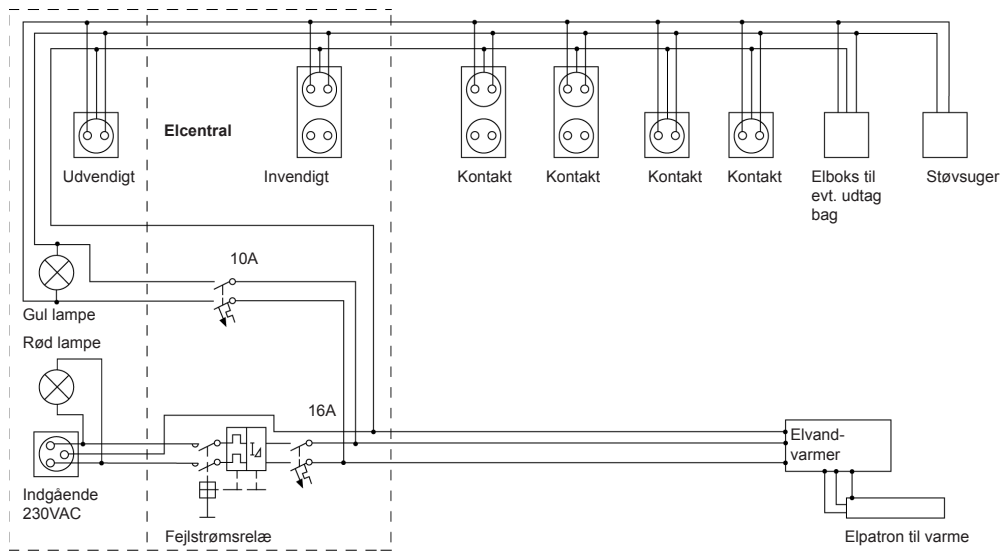 Elcentral
Udvendigt
Invendigt
Kontakt
Kontakt
Kontakt
Kontakt
Elboks til
evt. udtag
bag
Støvsuger
10A
Gul lampe
Rød lampe
16A
Elvand-
varmer
Indgående
230VAC
Fejlstrømsrelæ
Elpatron til varme